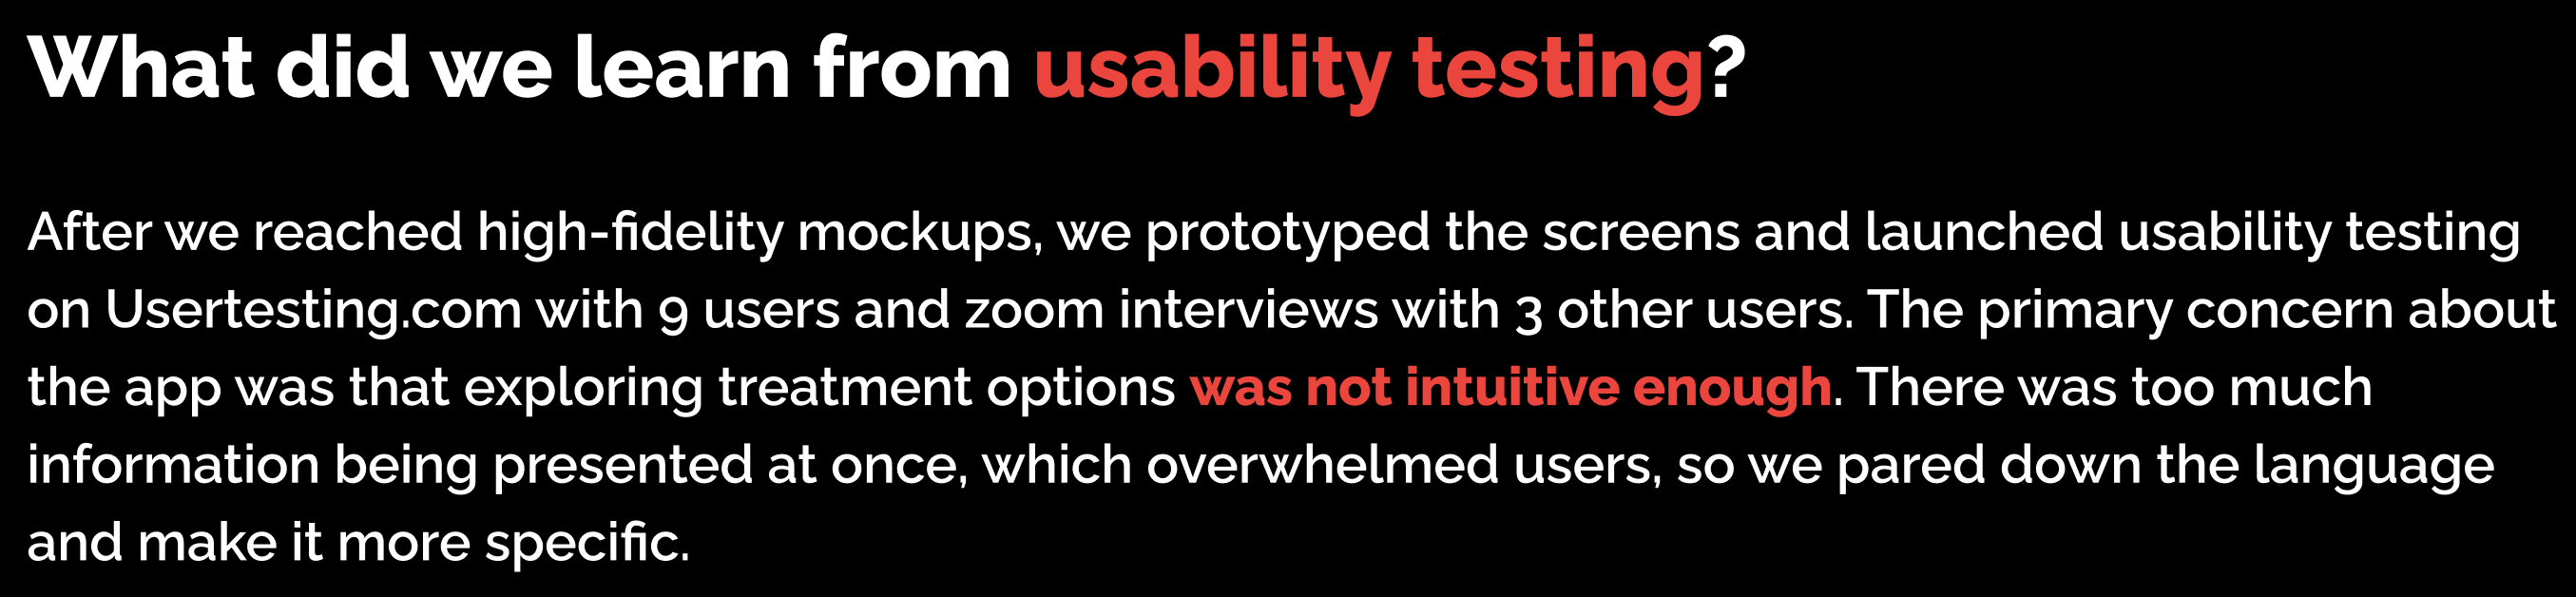 What did we learn from usability testing?
After we reached high-fidelity mockups, we prototyped the screens and launched usability testing
on Usertesting.com with 9 users and zoom interviews with 3 other users. The primary concern about
the app was that exploring treatment options was not intuitive enough. There was too much
information being presented at once, which overwhelmed users, so we pared down the language
and make it more specific.